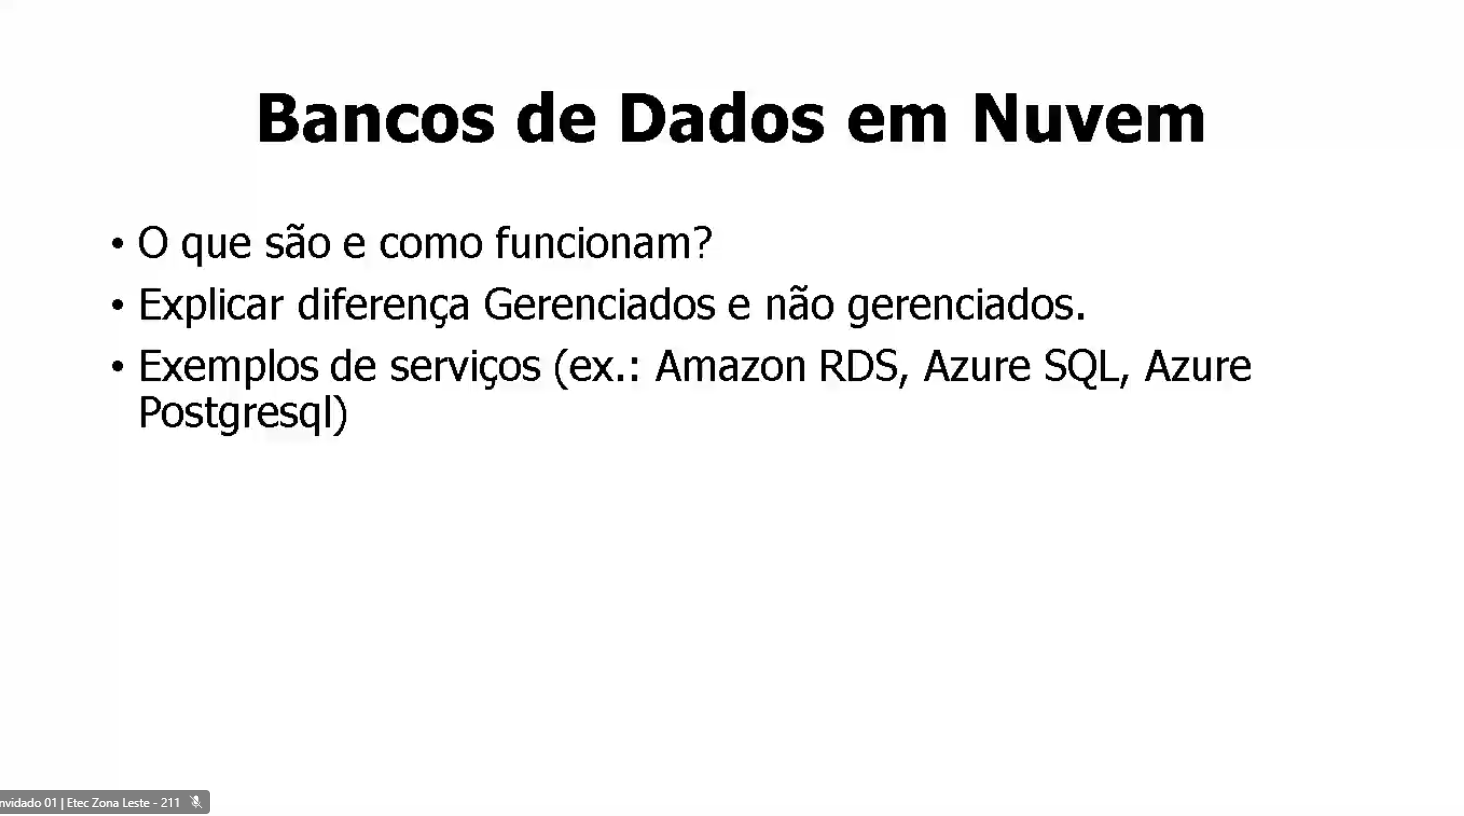 Bancos de Dados em Nuvem
• O que são e como funcionam?
• Explicar diferença Gerenciados e não gerenciados.
• Exemplos de serviços (ex.: Amazon RDS, Azure SQL, Azure
Postgresql)
nvidado 01 | Etec Zona Leste - 211